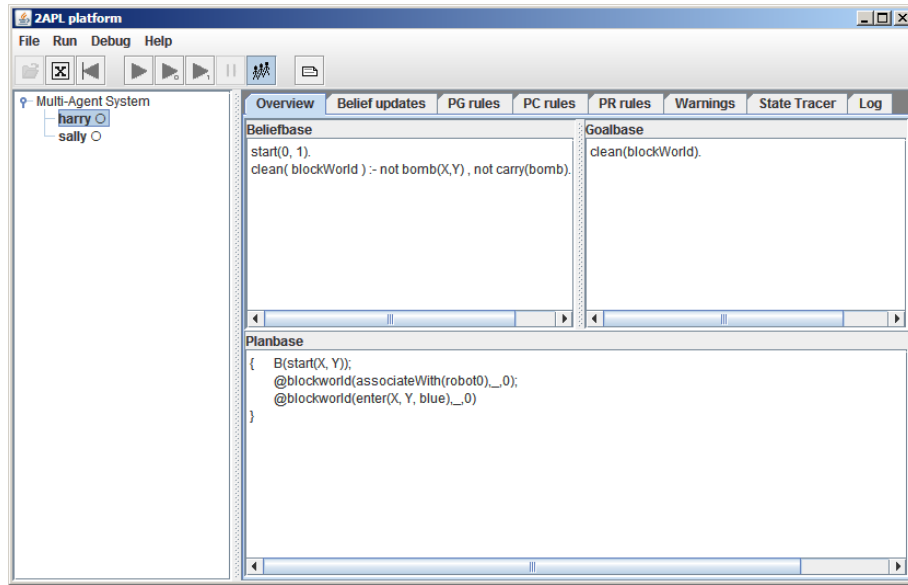 2APL platform
File Run Debug Help
Multi-Agent System
harry
sally
Overview Belief updates PG rules PC rules PR rules Warnings State Tracer Log
Beliefbase
start(0, 1).
clean( blockWorld ) :- not bomb(X,Y) , not carry(bomb).
Goalbase
clean(blockWorld).
Planbase
{ B(start(X, Y));
@blockworld(associateWith(robot0),_,0);
@blockworld(enter(X, Y, blue),_,0)
}